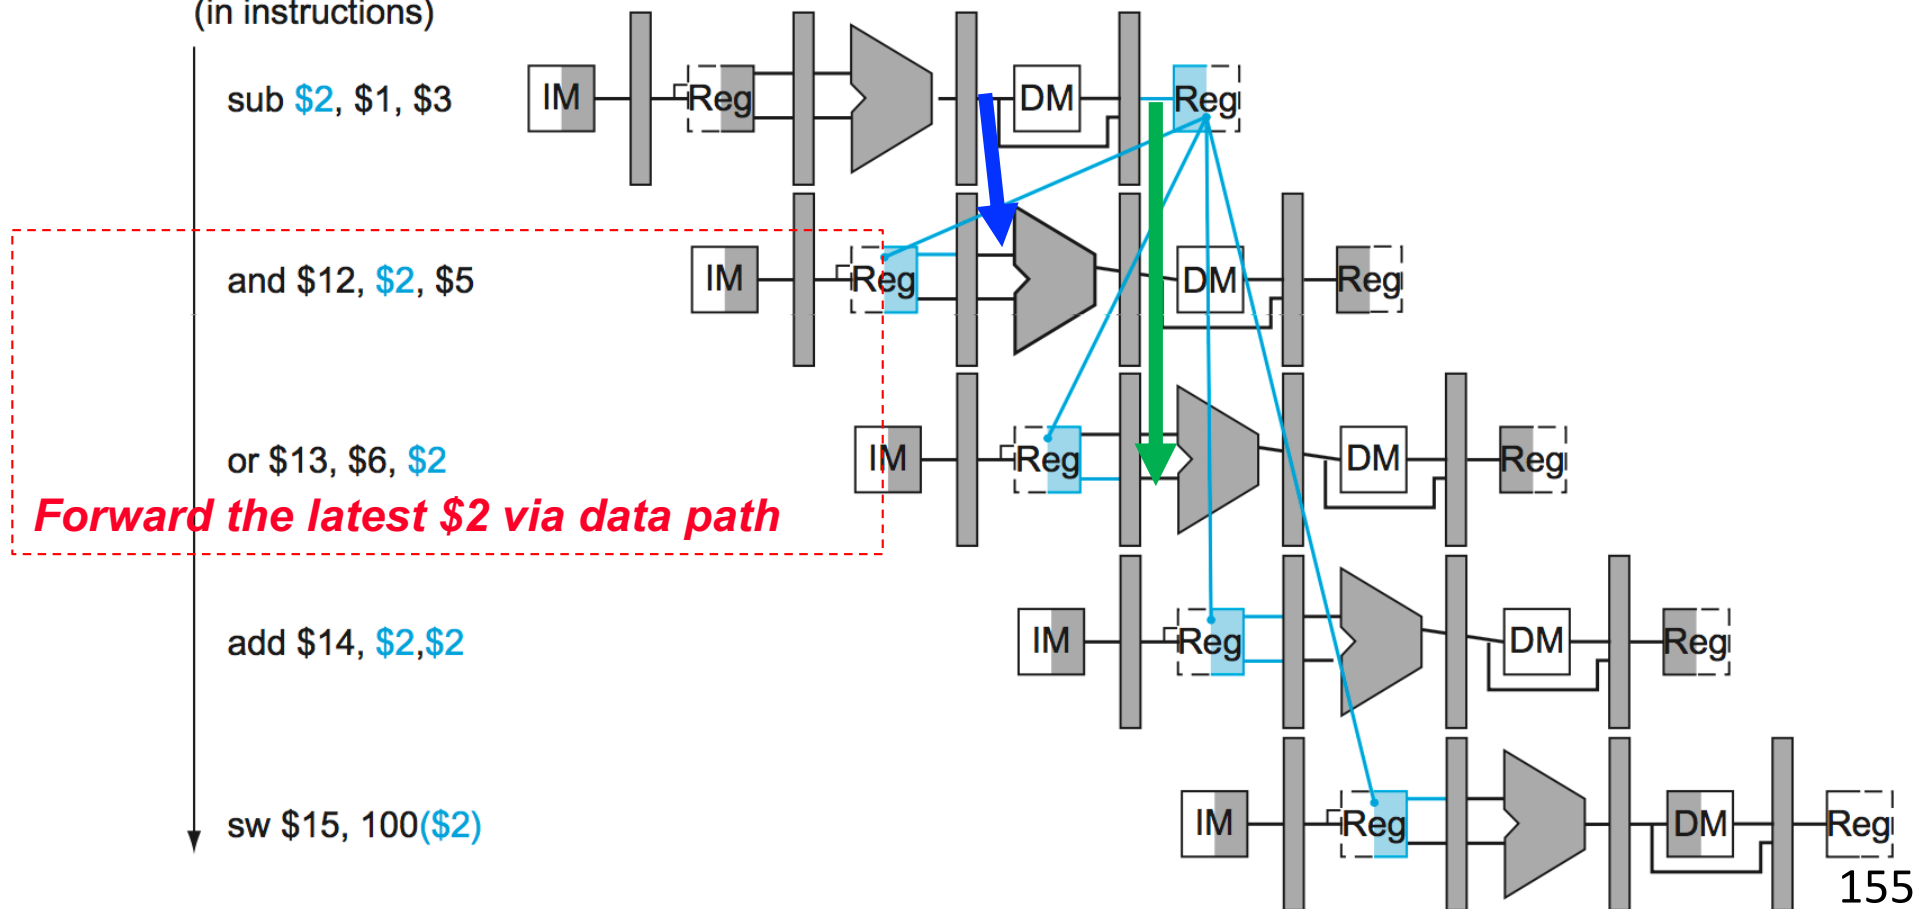 (in instructions)
sub $2, $1, $3
IM Reg DM Reg
and $12, $2, $5
IM Reg DM Reg
or $13, $6, $2
IM Reg DM Reg
Forward the latest $2 via data path
add $14, $2,$2
IM Reg DM Reg
sw $15, 100($2)
IM Reg DM Reg
155